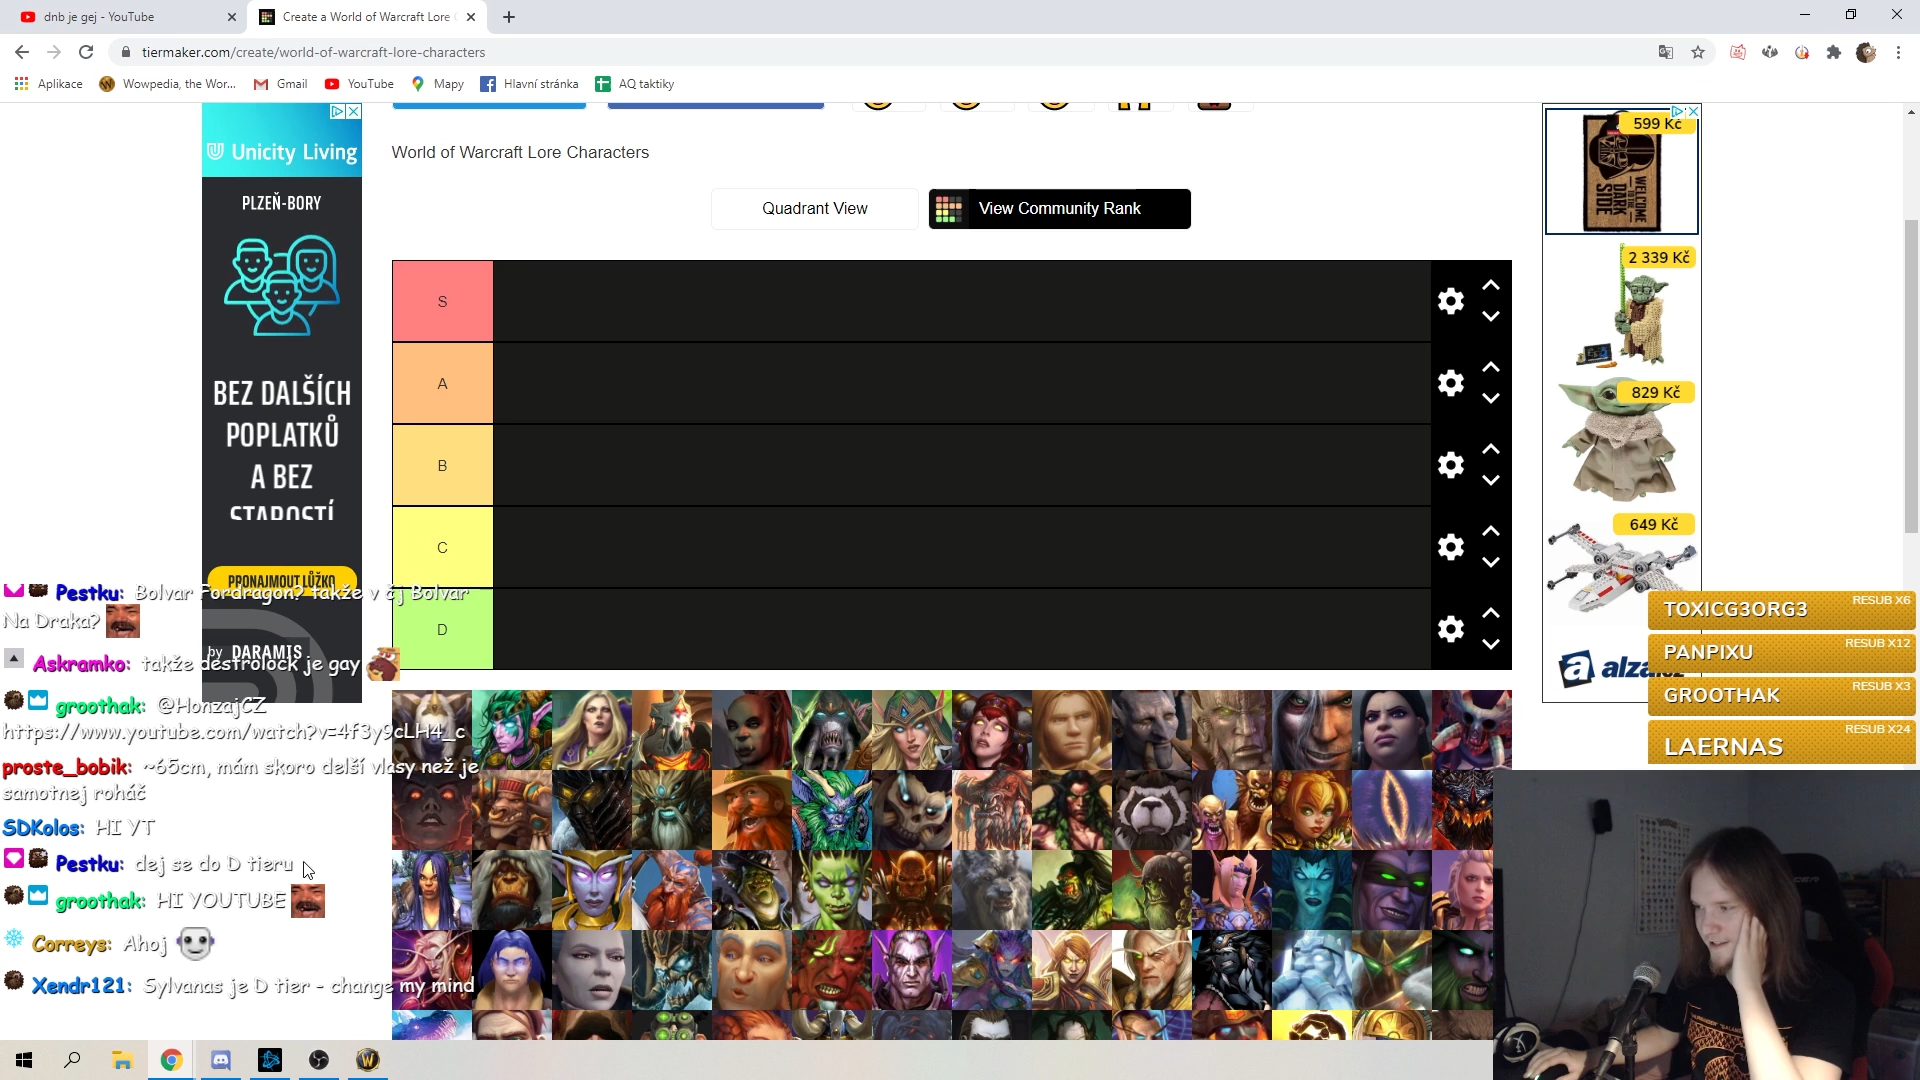 dnb je gej - YouTube
Create a World of Warcraft Lore
tiermaker.com/create/world-of-warcraft-lore-characters
Aplikace
Wowpedia, the Wor...
Gmail
YouTube
Mapy
Hlavní stránka
AQ taktiky
Unicity Living
PLZEŇ-BORY
BEZ DALŠÍCH
POPLATKŮ
A BEZ
STAROSTÍ
PRONAJMOUT LŮŽKO
by DARAMIS
World of Warcraft Lore Characters
Quadrant View
View Community Rank
S
A
B
C
D
599 Kč
WELCOME
TO THE
DARK
SIDE
2 339 Kč
829 Kč
649 Kč
TOXICG3ORG3
RESUB X6
PANPIXU
RESUB X12
GROOTHAK
RESUB X3
LAERNAS
RESUB X24
Pestku: Bolvar Fordragon? takže v čj Bolvar
Na Draka?
Askramko: takže destrolock je gay
groothak: @HonzajCZ
https://www.youtube.com/watch?v=4f3y9cLH4_c
proste_bobik: ~65cm, mám skoro delší vlasy než je
samotnej roháč
SDKolos: HI YT
Pestku: dej se do D tieru
groothak: HI YOUTUBE
Correys: Ahoj
Xendr121: Sylvanas je D tier - change my mind